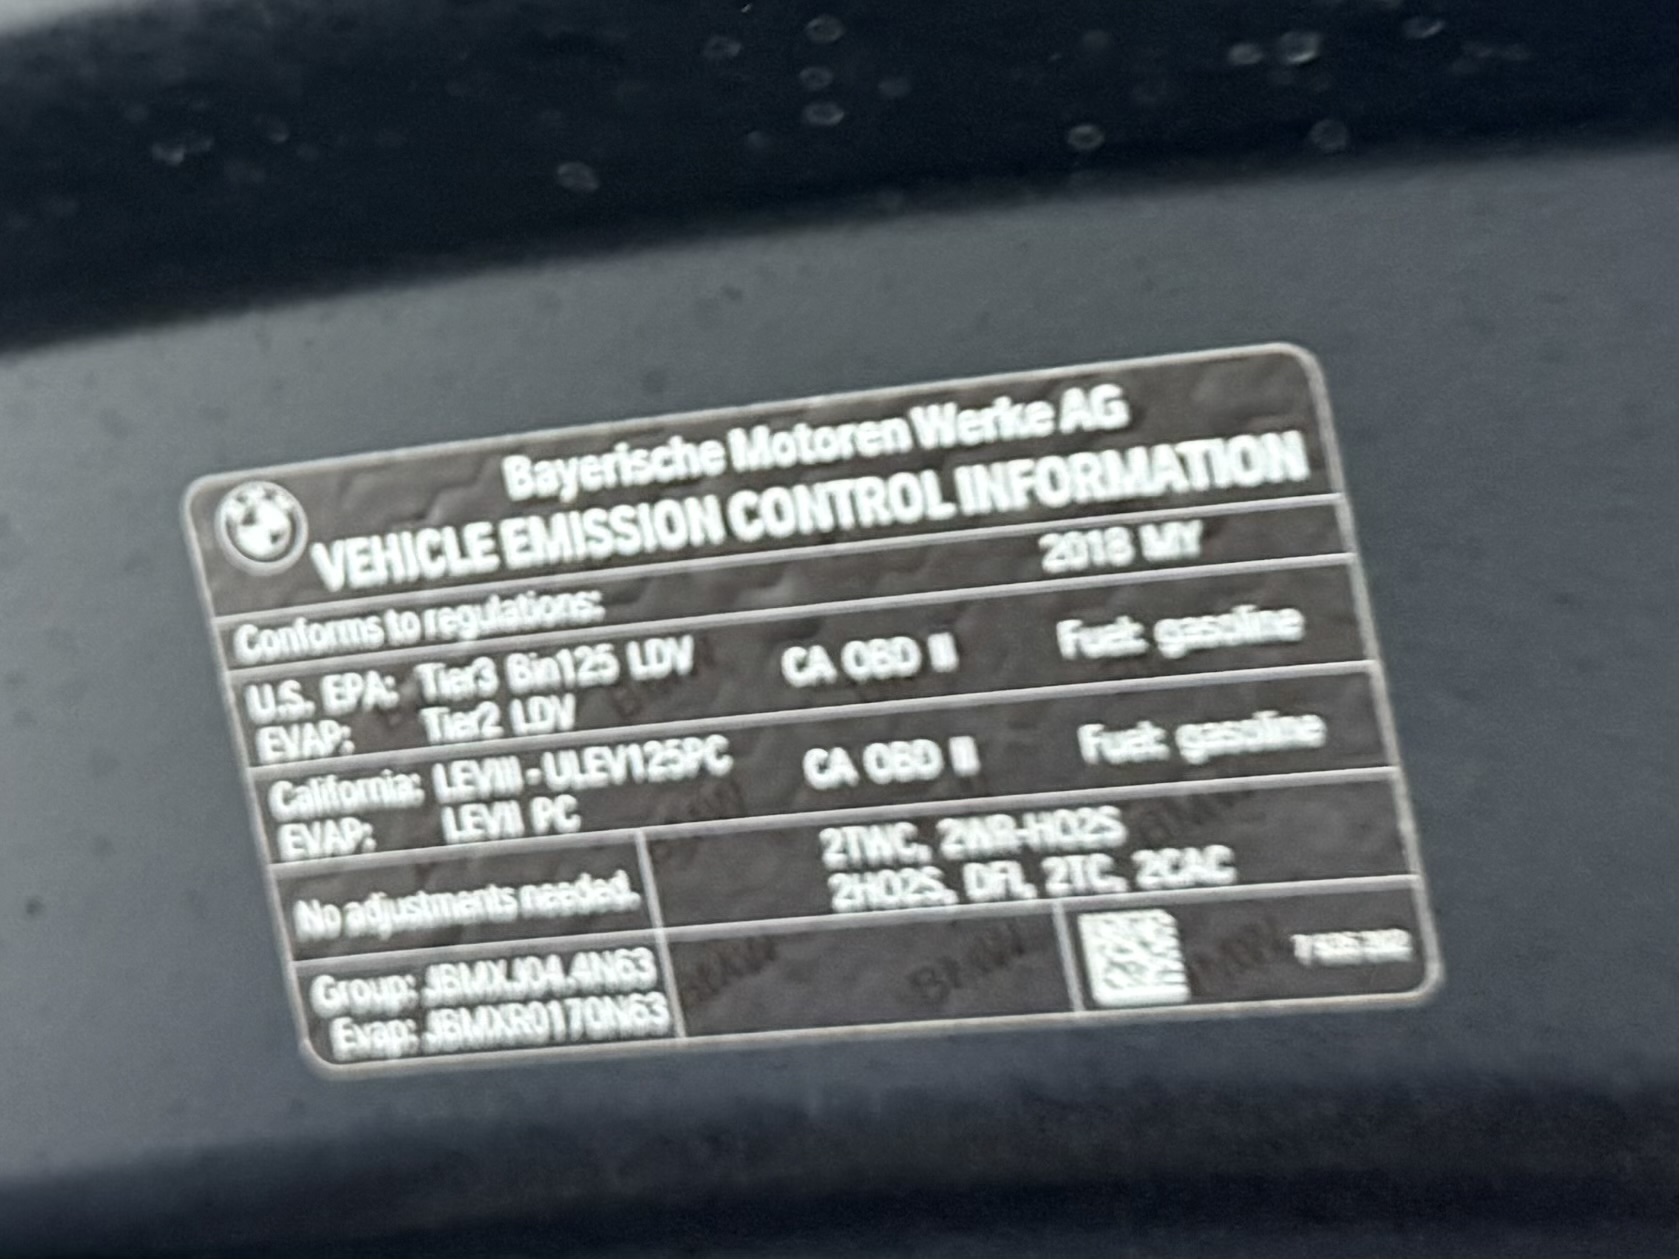 Bayerische Motoren Werke AG
VEHICLE EMISSION CONTROL INFORMATION
Conforms to regulations: 2018 MY
U.S. EPA: Tier3 Bin125 LDV CA OBD II Fuel: gasoline
EVAP: Tier2 LDV
California: LEVIII - ULEV125PC CA OBD II Fuel: gasoline
EVAP: LEVII PC
No adjustments needed.
2TWC, 2WR-HO2S
2HO2S, DFI, 2TC, 2CAC
Group: JBMXJ04.4N63
Evap: JBMXR0170N63